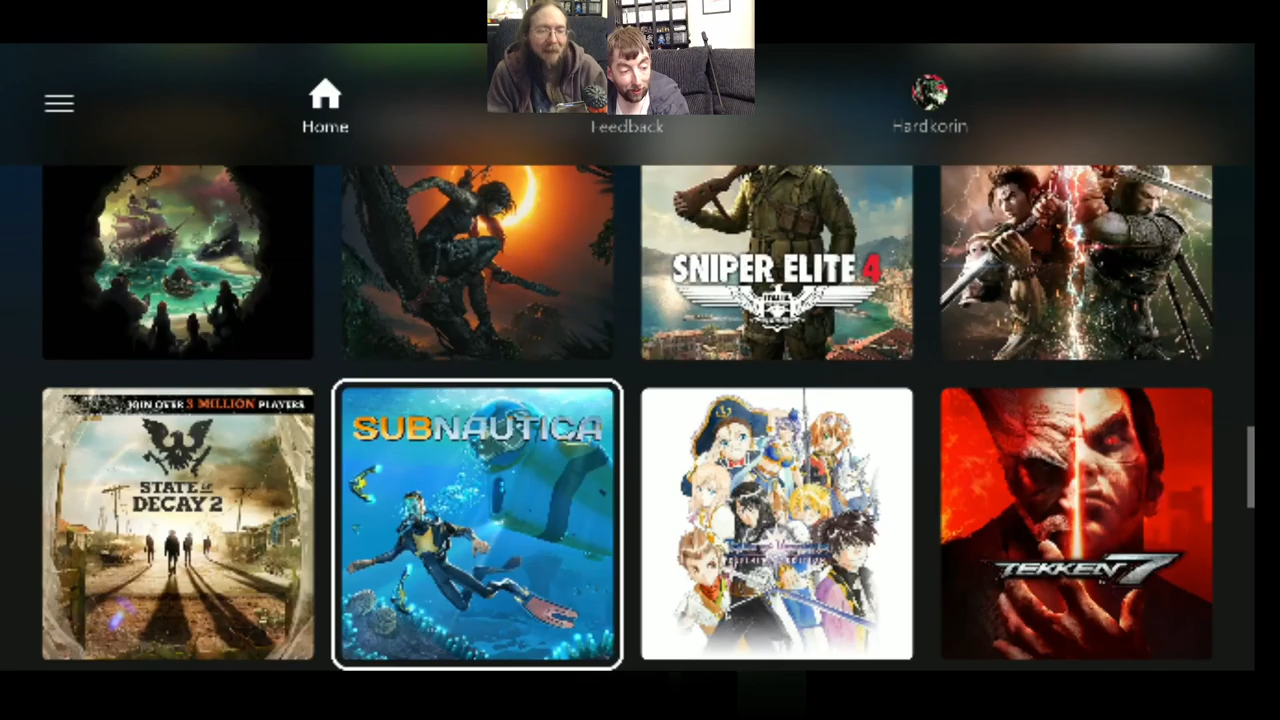 Home
Feedback
Hardkorin
SNIPER ELITE 4
JOIN OVER 3 MILLION PLAYERS
STATE of
DECAY 2
SUBNAUTICA
TEKKEN 7